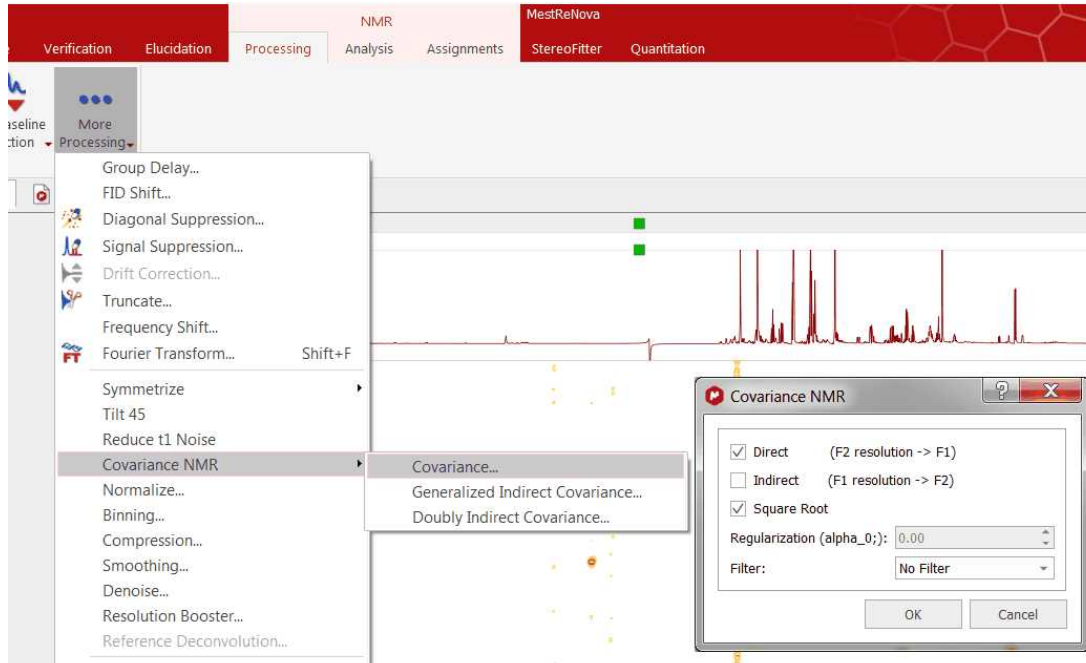 NMR
MestReNova
Verification Elucidation Processing Analysis Assignments StereoFitter Quantitation
More
Processing
Group Delay...
FID Shift...
Diagonal Suppression...
Signal Suppression...
Drift Correction...
Truncate...
Frequency Shift...
FT Fourier Transform... Shift+F
Symmetrize
Tilt 45
Reduce t1 Noise
Covariance NMR
Normalize...
Binning...
Compression...
Smoothing...
Denoise...
Resolution Booster...
Reference Deconvolution...
Covariance...
Generalized Indirect Covariance...
Doubly Indirect Covariance...
Covariance NMR ? X
Direct (F2 resolution -> F1)
Indirect (F1 resolution -> F2)
Square Root
Regularization (alpha_0;): 0.00
Filter: No Filter
OK Cancel